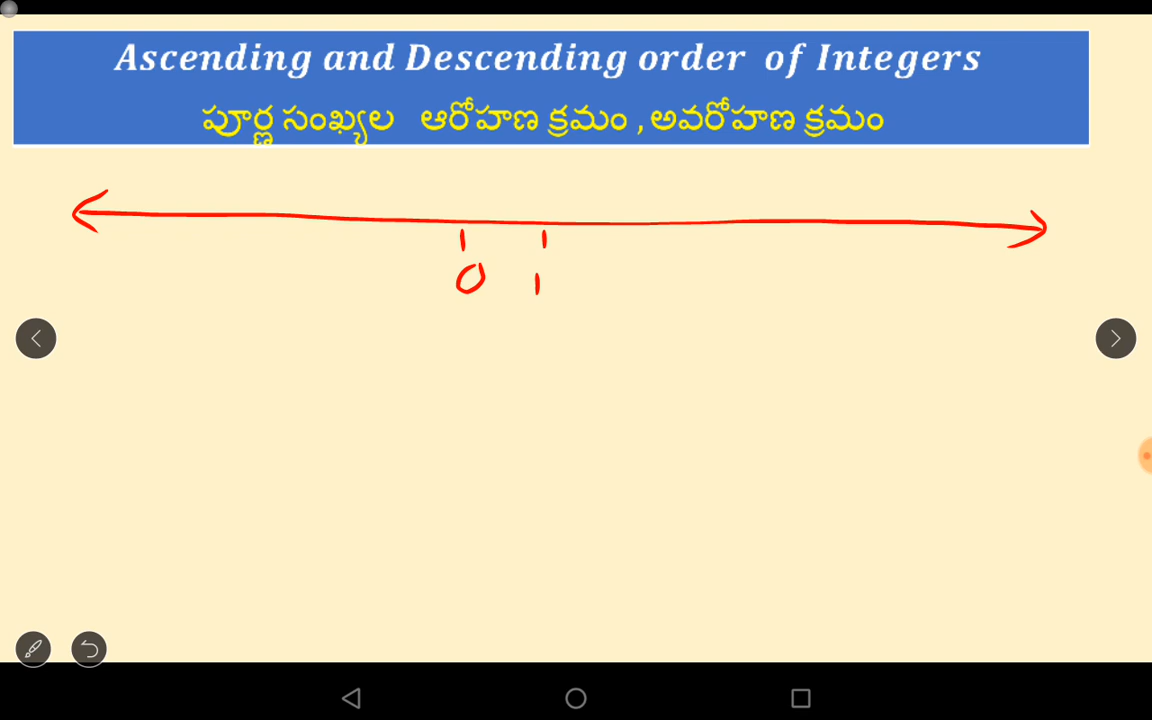 Ascending and Descending order of Integers
పూర్ణ సంఖ్యల ఆరోహణ క్రమం , అవరోహణ క్రమం
0 1